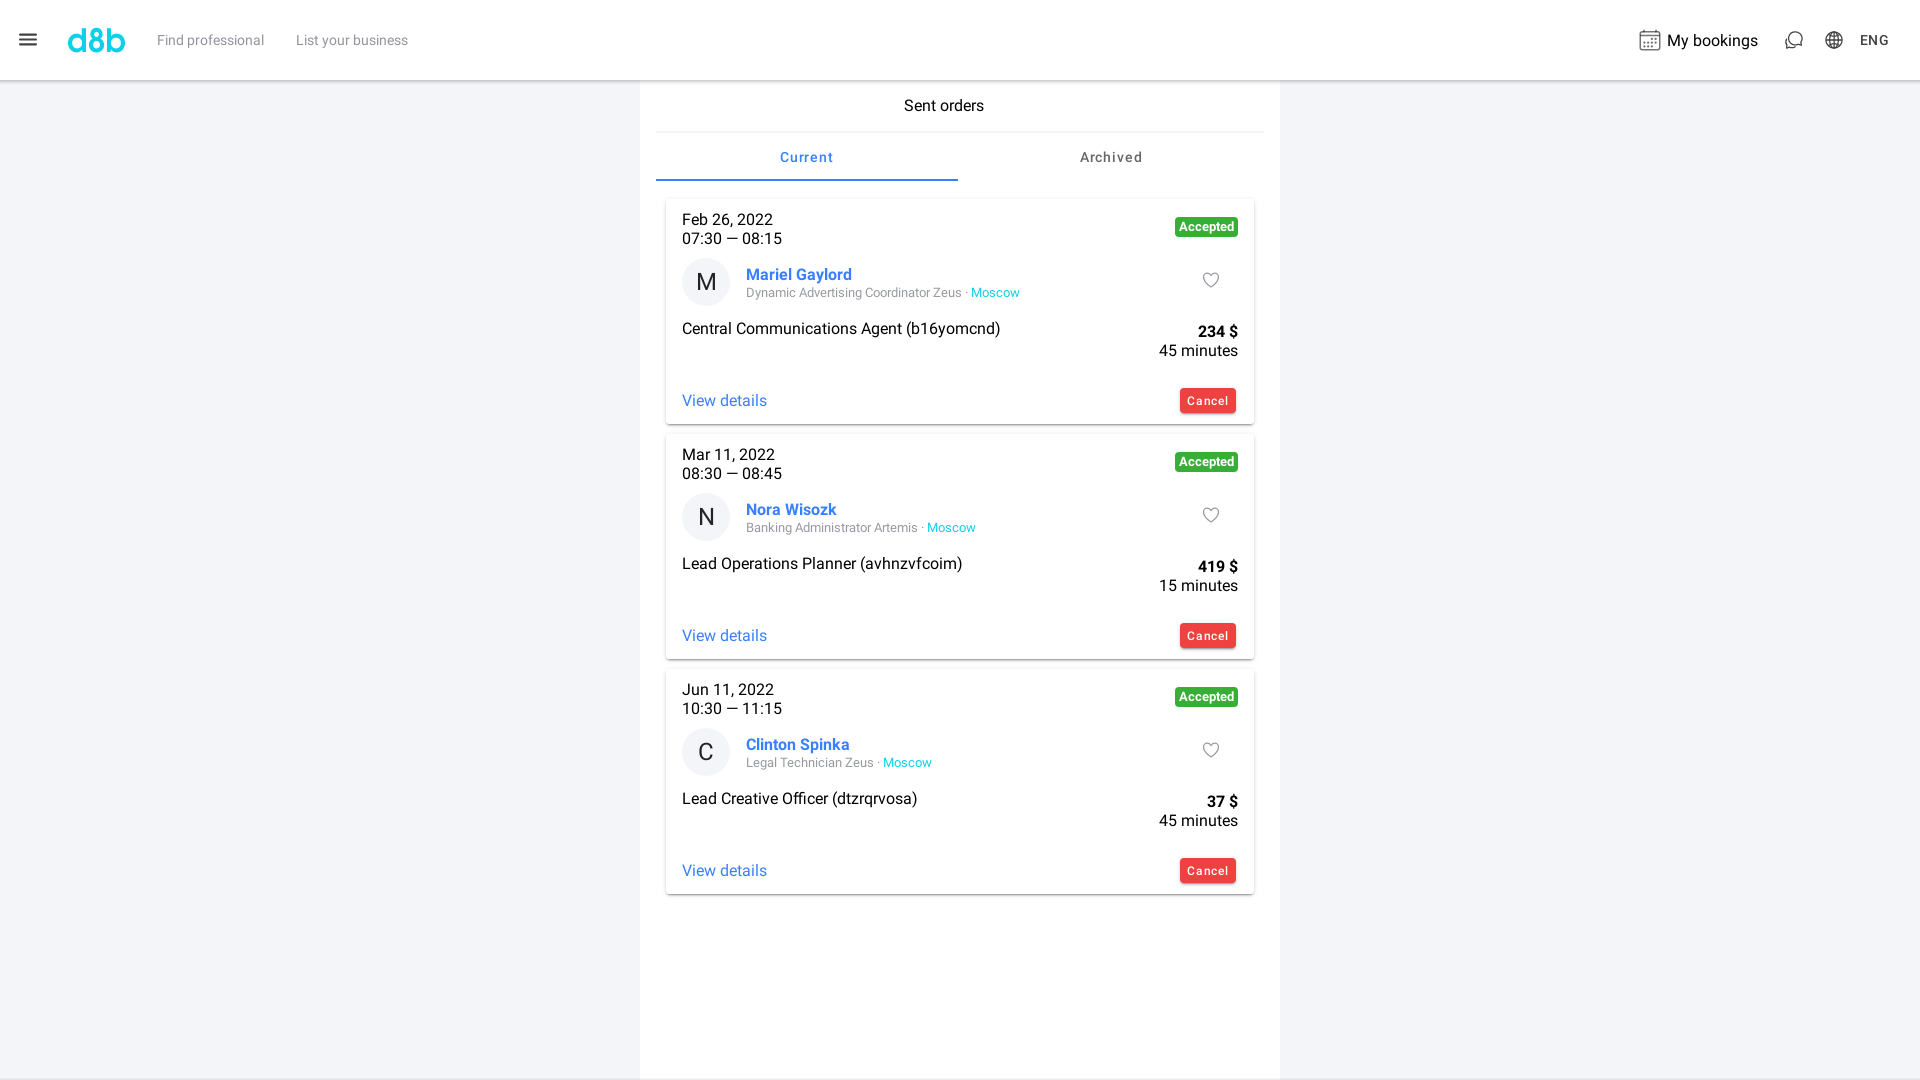 d8b
Find professional
List your business
My bookings
ENG
Sent orders
Current
Archived
Feb 26, 2022
07:30 — 08:15
Accepted
M
Mariel Gaylord
Dynamic Advertising Coordinator Zeus · Moscow
Central Communications Agent (b16yomcnd)
234 $
45 minutes
View details
Cancel
Mar 11, 2022
08:30 — 08:45
Accepted
N
Nora Wisozk
Banking Administrator Artemis · Moscow
Lead Operations Planner (avhnzvfcoim)
419 $
15 minutes
View details
Cancel
Jun 11, 2022
10:30 — 11:15
Accepted
C
Clinton Spinka
Legal Technician Zeus · Moscow
Lead Creative Officer (dtzrqrvosa)
37 $
45 minutes
View details
Cancel